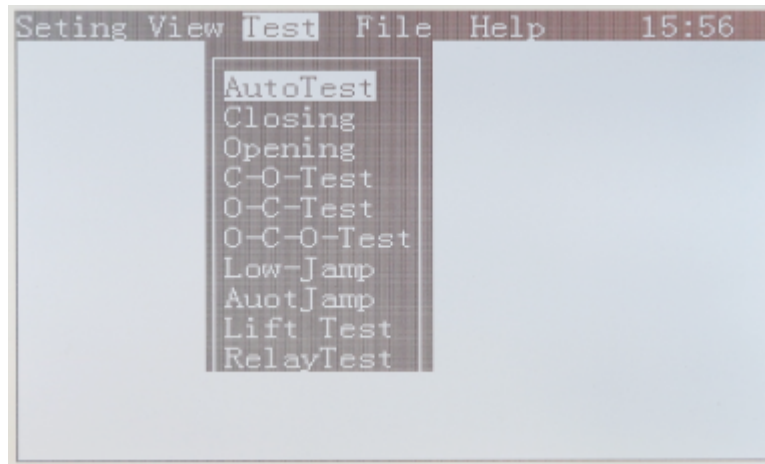 Seting View Test File Help 15:56
AutoTest
Closing
Opening
C-O-Test
O-C-Test
O-C-O-Test
Low-Jamp
AuotJamp
Lift Test
RelayTest